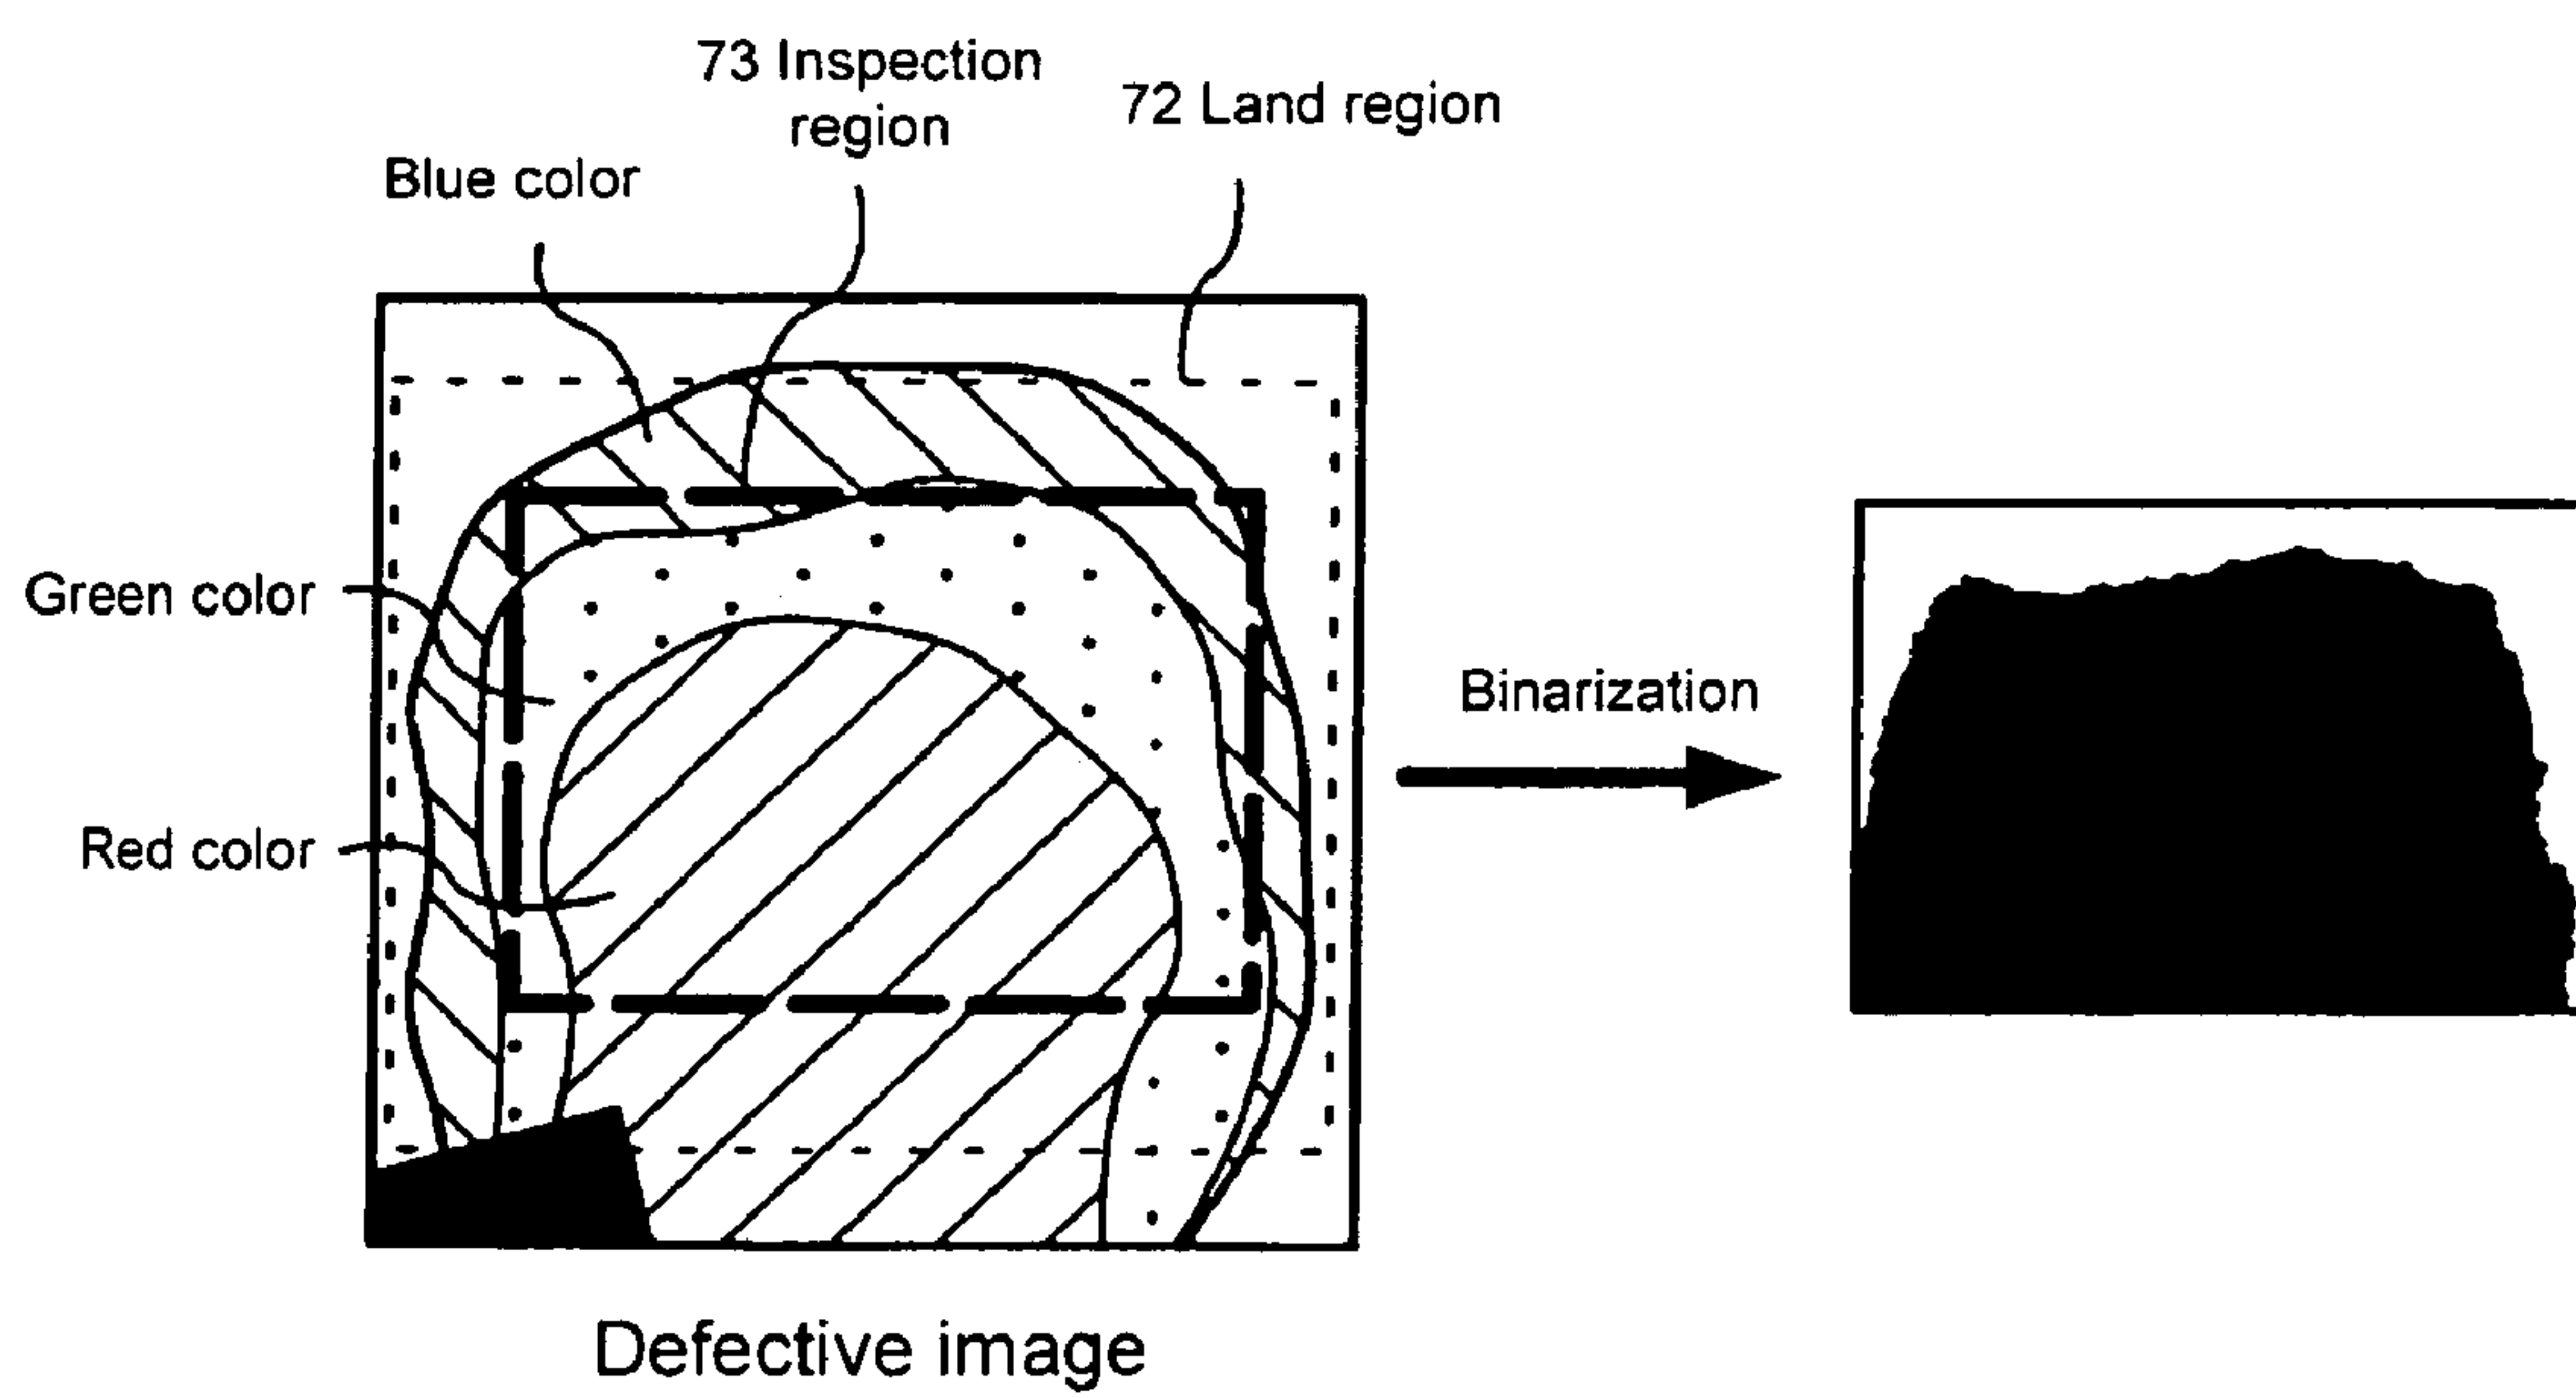 73 Inspection
region
72 Land region
Blue color
Green color
Red color
Binarization
Defective image